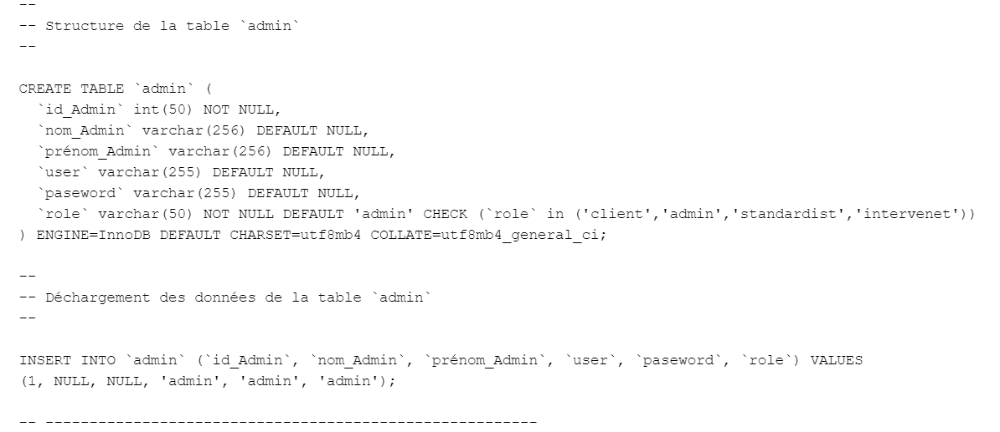 --
-- Structure de la table `admin`
--
CREATE TABLE `admin` (
`id_Admin` int(50) NOT NULL,
`nom_Admin` varchar(256) DEFAULT NULL,
`prénom_Admin` varchar(256) DEFAULT NULL,
`user` varchar(255) DEFAULT NULL,
`paseword` varchar(255) DEFAULT NULL,
`role` varchar(50) NOT NULL DEFAULT 'admin' CHECK (`role` in ('client','admin','standardist','intervenet'))
) ENGINE=InnoDB DEFAULT CHARSET=utf8mb4 COLLATE=utf8mb4_general_ci;
--
-- Déchargement des données de la table `admin`
--
INSERT INTO `admin` (`id_Admin`, `nom_Admin`, `prénom_Admin`, `user`, `paseword`, `role`) VALUES
(1, NULL, NULL, 'admin', 'admin', 'admin');
-- --------------------------------------------------------